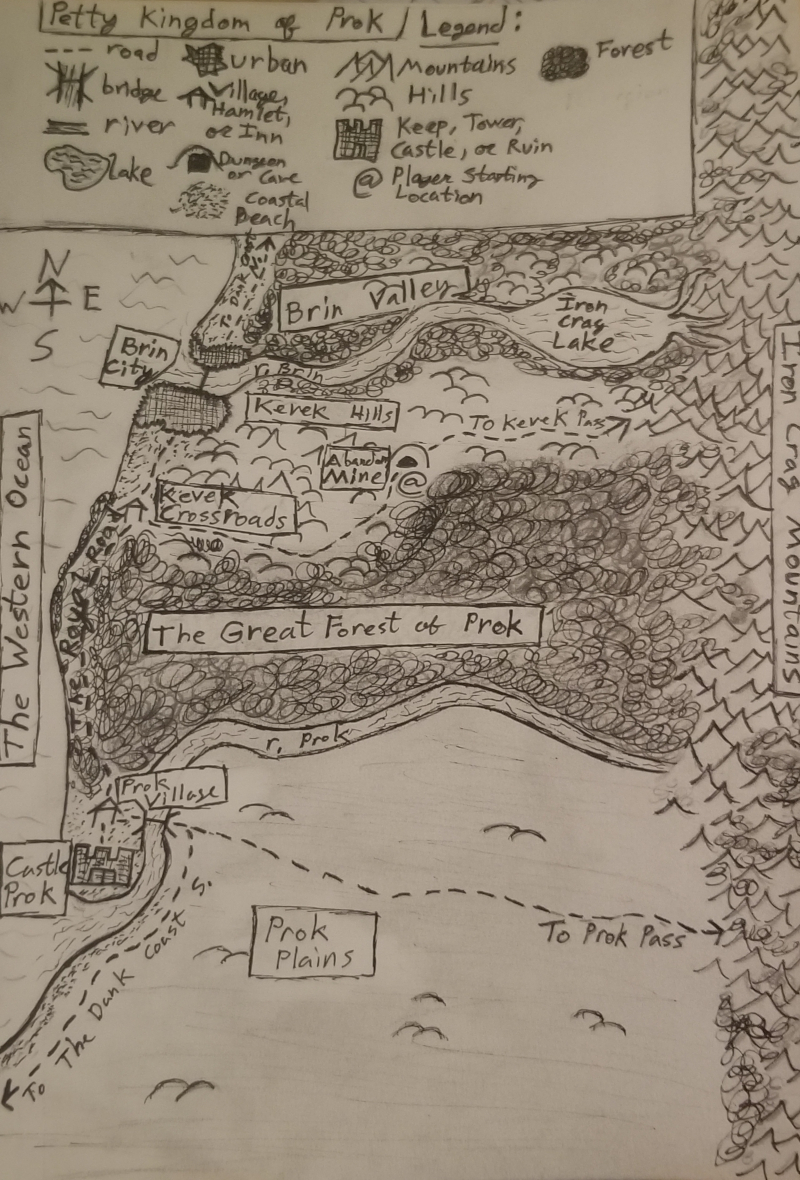 Petty Kingdom of Prok / Legend:
road
bridge
river
lake
urban
Village,
Hamlet,
or Inn
Dungeon
or Cave
Coastal
Beach
Mountains
Hills
Keep, Tower,
Castle, or Ruin
@ Player Starting
Location
Forest
N
W E
S
Brin Valley
Iron
Crag
Lake
Brin
City
r. Brin
Kevek Hills
To Kevek Pass
Abandon
Mine
@
Kevek
Crossroads
The Western Ocean
Iron Crag Mountains
The Royal Road
The Great Forest of Prok
r. Prok
Prok
Village
Castle
Prok
Prok
Plains
To Prok Pass
To The Dank Coast S.